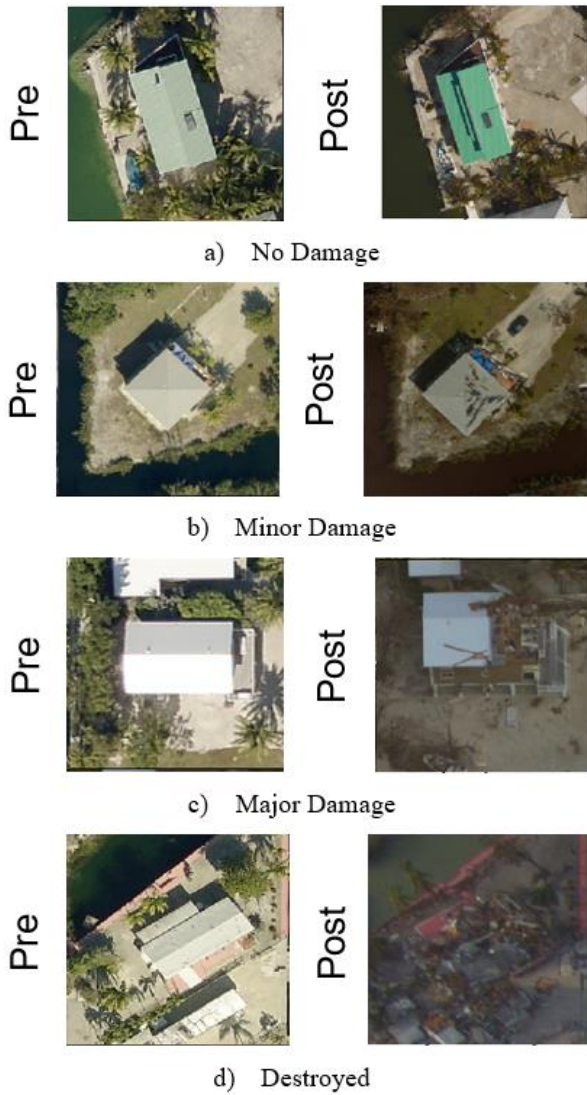 Pre
Post
a) No Damage
Pre
Post
b) Minor Damage
Pre
Post
c) Major Damage
Pre
Post
d) Destroyed